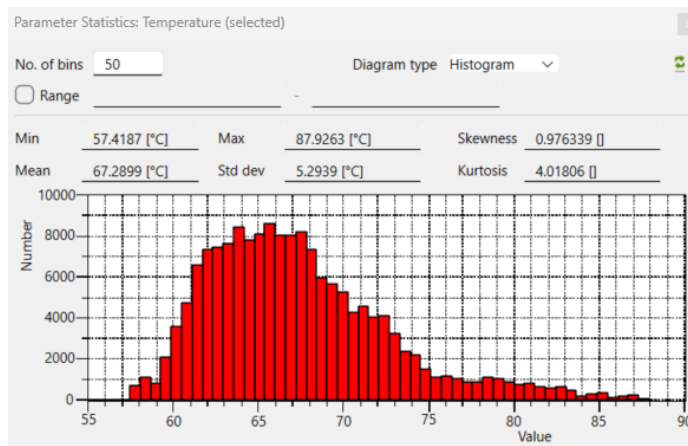 Parameter Statistics: Temperature (selected)
No. of bins 50 Diagram type Histogram
Range -
Min 57.4187 [°C] Max 87.9263 [°C] Skewness 0.976339 []
Mean 67.2899 [°C] Std dev 5.2939 [°C] Kurtosis 4.01806 []
10000
8000
6000
4000
2000
0
Number
55 60 65 70 75 80 85 90
Value